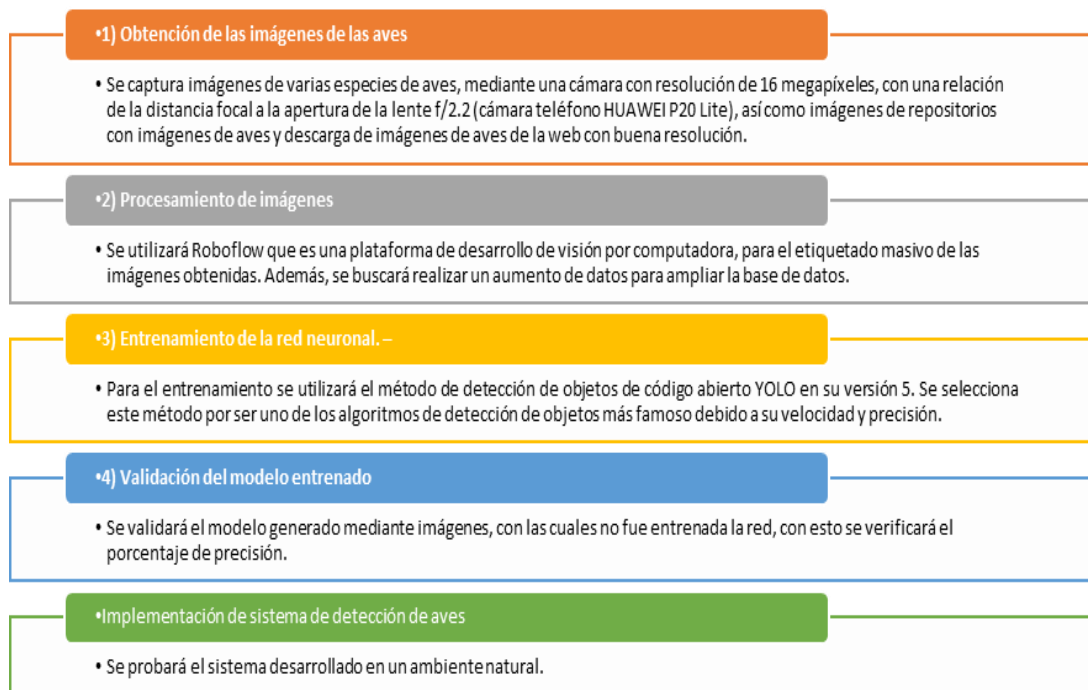 •1) Obtención de las imágenes de las aves
• Se captura imágenes de varias especies de aves, mediante una cámara con resolución de 16 megapíxeles, con una relación
de la distancia focal a la apertura de la lente f/2.2 (cámara teléfono HUAWEI P20 Lite), así como imágenes de repositorios
con imágenes de aves y descarga de imágenes de aves de la web con buena resolución.
•2) Procesamiento de imágenes
• Se utilizará Roboflow que es una plataforma de desarrollo de visión por computadora, para el etiquetado masivo de las
imágenes obtenidas. Además, se buscará realizar un aumento de datos para ampliar la base de datos.
•3) Entrenamiento de la red neuronal. –
• Para el entrenamiento se utilizará el método de detección de objetos de código abierto YOLO en su versión 5. Se selecciona
este método por ser uno de los algoritmos de detección de objetos más famoso debido a su velocidad y precisión.
•4) Validación del modelo entrenado
• Se validará el modelo generado mediante imágenes, con las cuales no fue entrenada la red, con esto se verificará el
porcentaje de precisión.
•Implementación de sistema de detección de aves
• Se probará el sistema desarrollado en un ambiente natural.